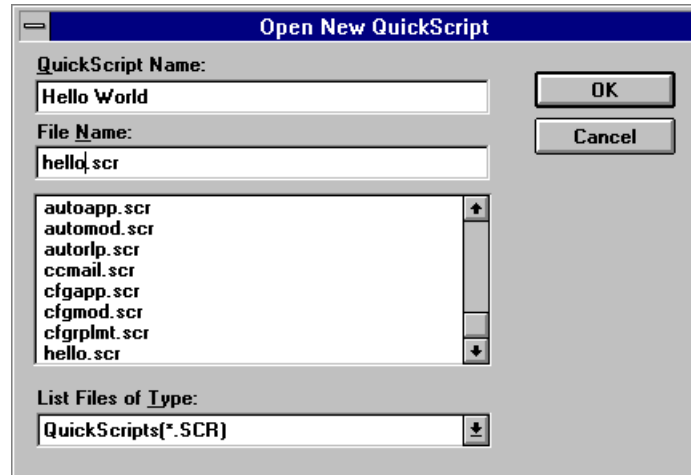 Open New QuickScript
QuickScript Name:
Hello World
OK
File Name:
Cancel
hello.scr
autoapp.scr
automod.scr
autorlp.scr
ccmail.scr
cfgapp.scr
cfgmod.scr
cfgrplmt.scr
hello.scr
List Files of Type:
QuickScripts(*.SCR)